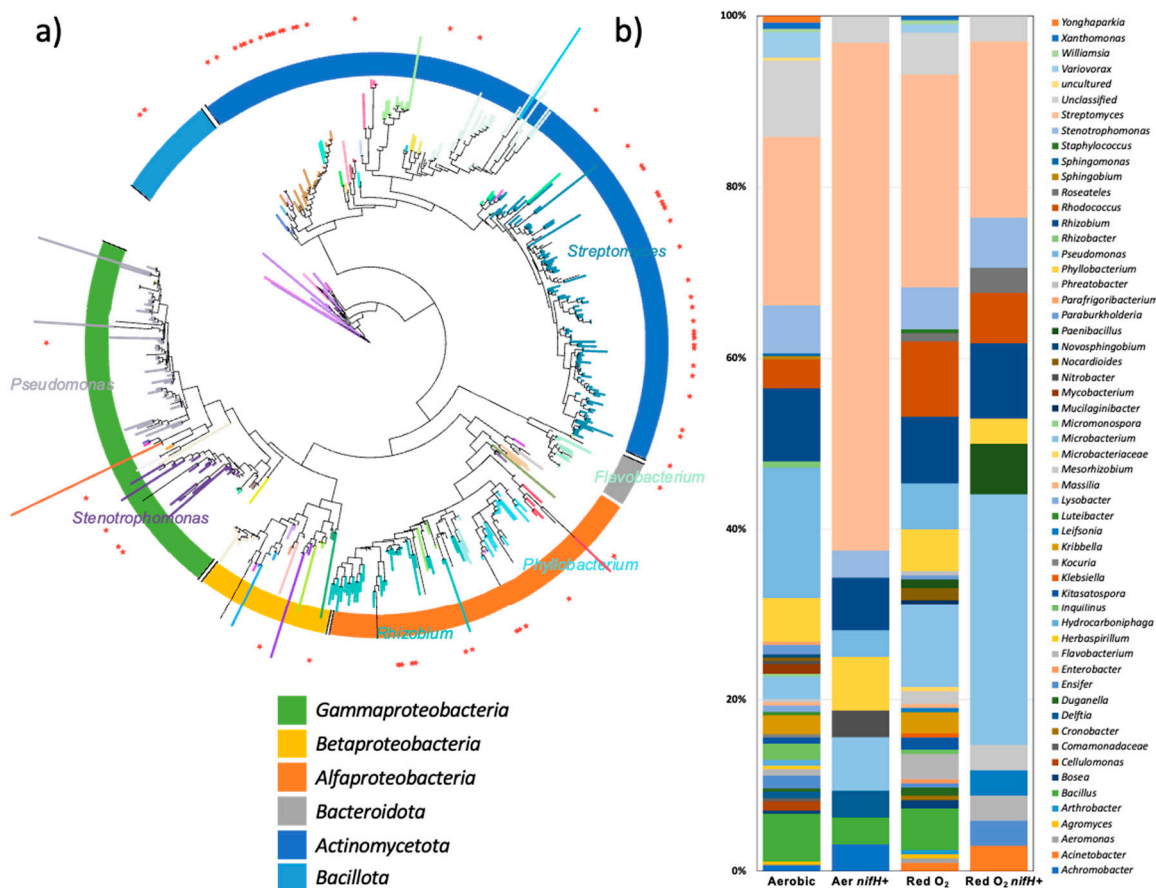 a)
Streptomyces
Pseudomonas
Flavobacterium
Stenotrophomonas
Phyllobacterium
Rhizobium
Gammaproteobacteria
Betaproteobacteria
Alfaproteobacteria
Bacteroidota
Actinomycetota
Bacillota
b)
100%
80%
60%
40%
20%
0%
Aerobic
Aer nifH+
Red O₂
Red O₂ nifH+
Yonghaparkia
Xanthomonas
Williamsia
Variovorax
uncultured
Unclassified
Streptomyces
Stenotrophomonas
Staphylococcus
Sphingomonas
Sphingobium
Roseateles
Rhodococcus
Rhizobium
Rhizobacter
Pseudomonas
Phyllobacterium
Phreatobacter
Parafrigoribacterium
Paraburkholderia
Paenibacillus
Novosphingobium
Nocardioides
Nitrobacter
Mycobacterium
Mucilaginibacter
Micromonospora
Microbacterium
Microbacteriaceae
Mesorhizobium
Massilia
Lysobacter
Luteibacter
Leifsonia
Kribbella
Kocuria
Klebsiella
Kitasatospora
Inquilinus
Hydrocarboniphaga
Herbaspirillum
Flavobacterium
Enterobacter
Ensifer
Duganella
Delftia
Cronobacter
Comamonadaceae
Cellulomonas
Bosea
Bacillus
Arthrobacter
Agromyces
Aeromonas
Acinetobacter
Achromobacter